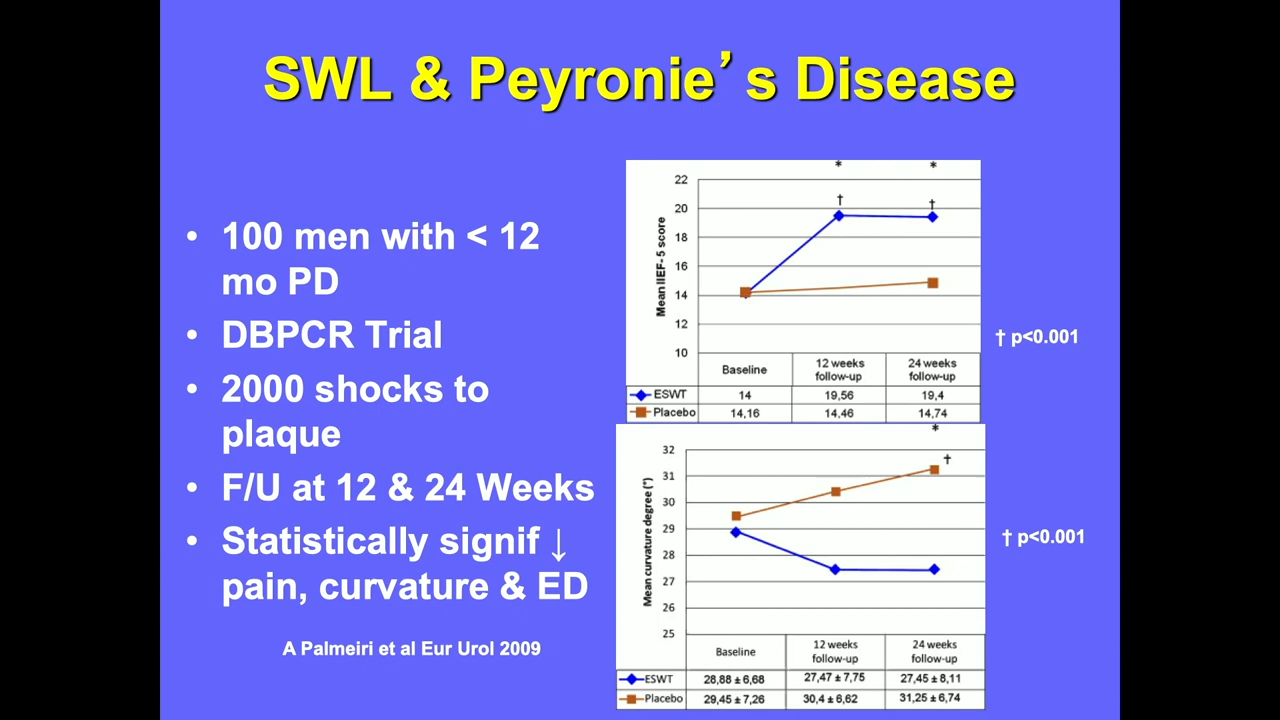 SWL & Peyronie’s Disease
• 100 men with < 12
mo PD
• DBPCR Trial
• 2000 shocks to
plaque
• F/U at 12 & 24 Weeks
• Statistically signif ↓
pain, curvature & ED
A Palmeiri et al Eur Urol 2009
* *
22
† †
20
18
16
14
12
10
Mean IIEF-5 score
Baseline 12 weeks follow-up 24 weeks follow-up
ESWT 14 19,56 19,4
Placebo 14,16 14,46 14,74
† p<0.001
*
32
†
31
30
29
28
27
26
25
Mean curvature degree (°)
Baseline 12 weeks follow-up 24 weeks follow-up
ESWT 28,88 ± 6,68 27,47 ± 7,75 27,45 ± 8,11
Placebo 29,45 ± 7,26 30,4 ± 6,62 31,25 ± 6,74
† p<0.001